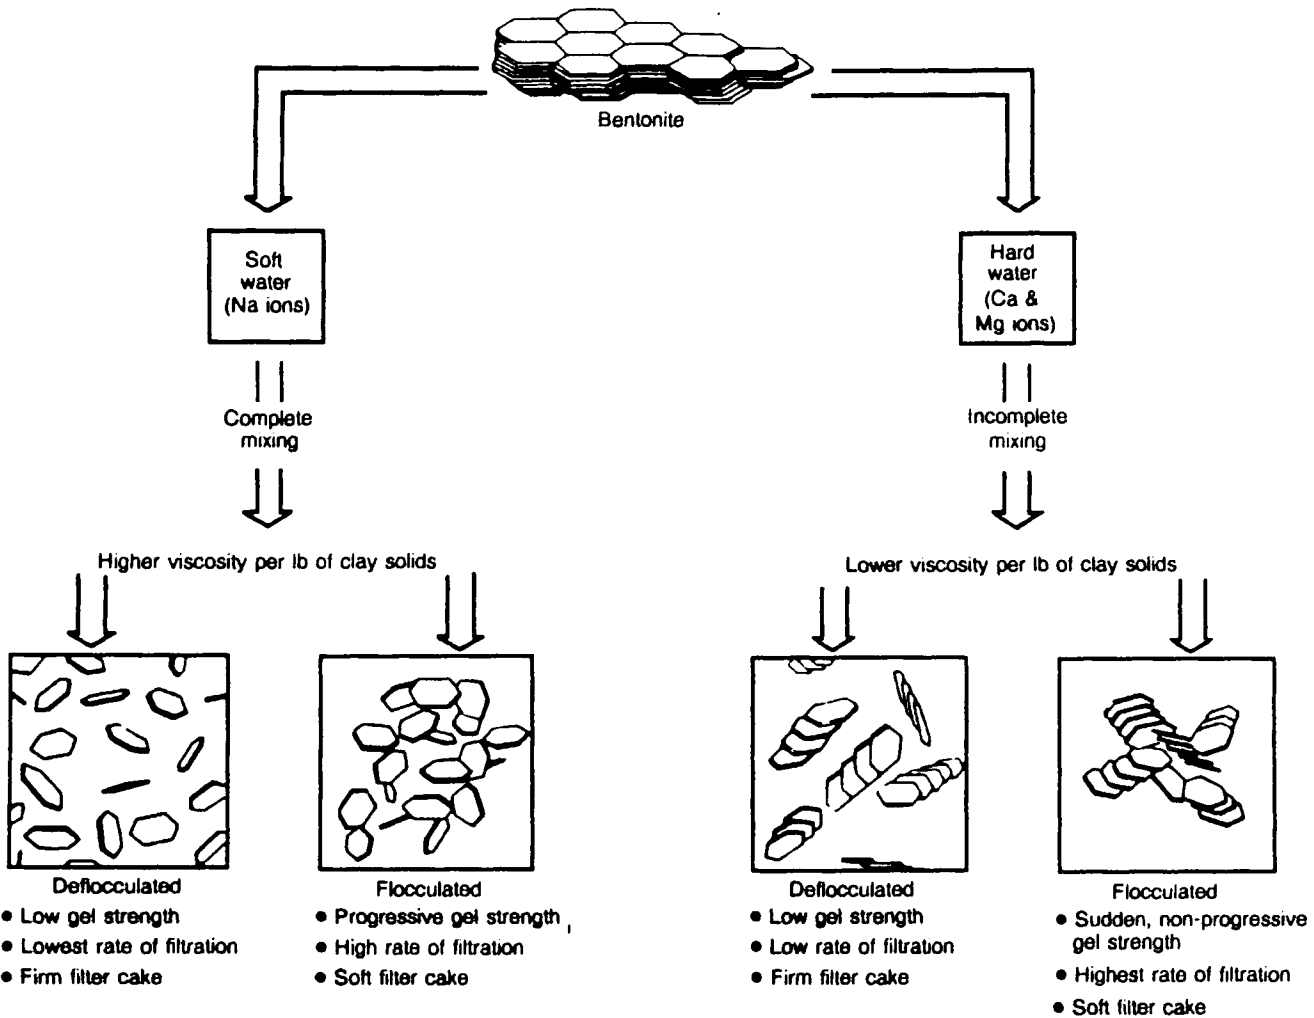 Bentonite
Soft
water
(Na ions)
Hard
water
(Ca &
Mg ions)
Complete
mixing
Incomplete
mixing
Higher viscosity per lb of clay solids
Lower viscosity per lb of clay solids
Deflocculated
• Low gel strength
• Lowest rate of filtration
• Firm filter cake
Flocculated
• Progressive gel strength
• High rate of filtration
• Soft filter cake
Deflocculated
• Low gel strength
• Low rate of filtration
• Firm filter cake
Flocculated
• Sudden, non-progressive
gel strength
• Highest rate of filtration
• Soft filter cake